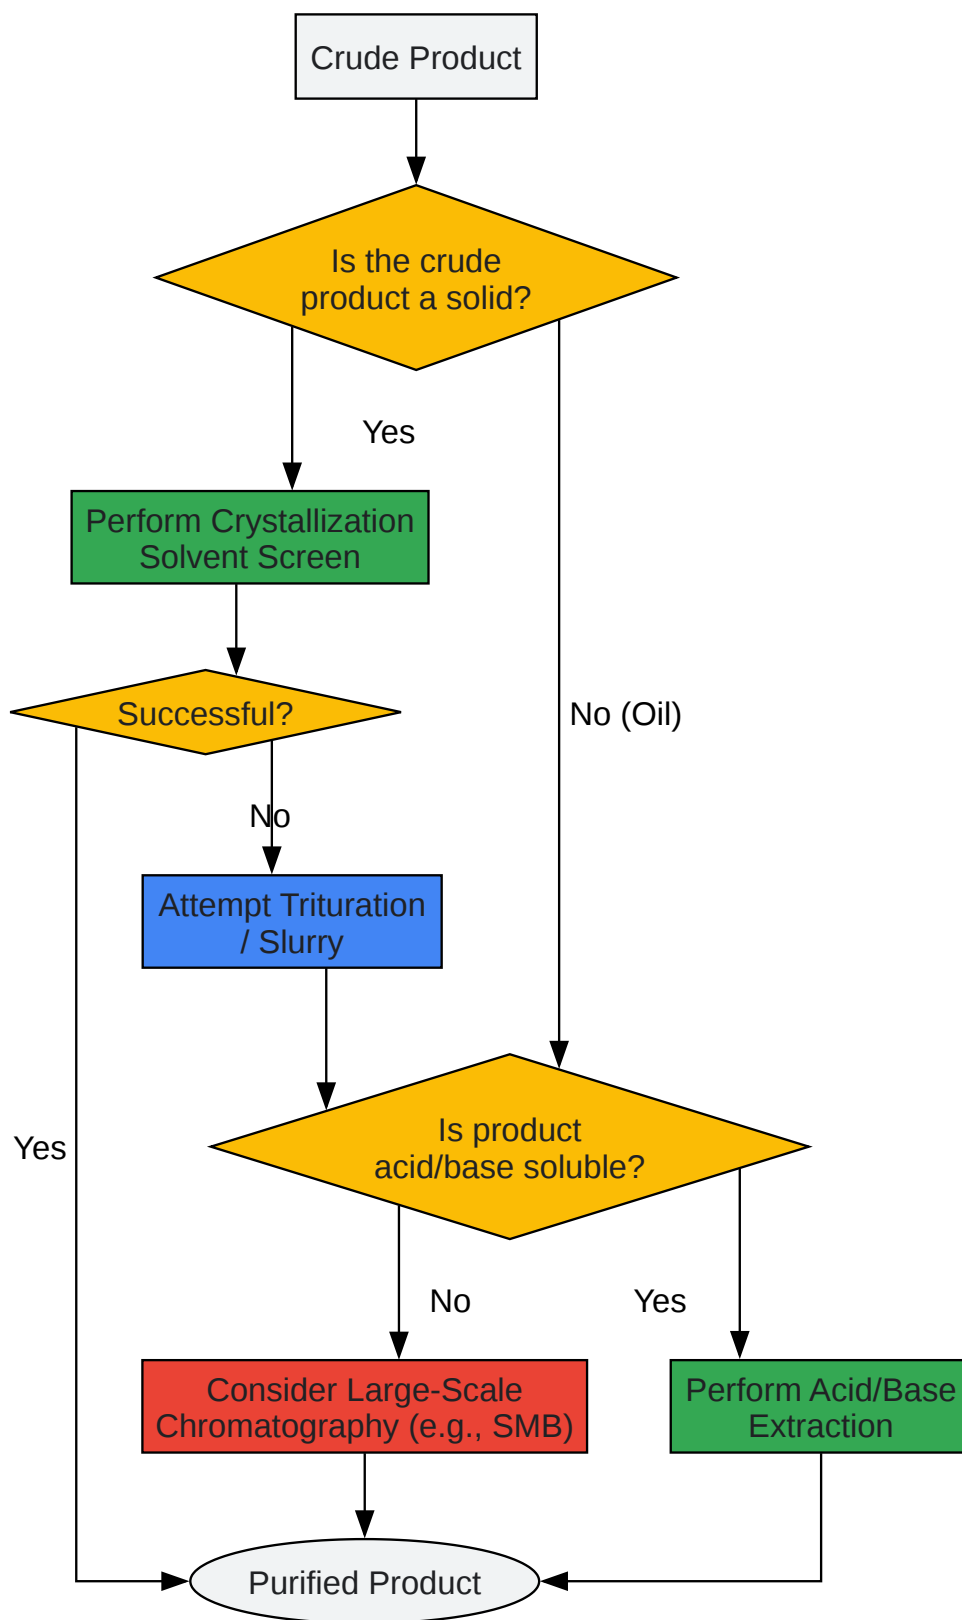 Crude Product
Is the crude
product a solid?
Yes
Perform Crystallization
Solvent Screen
Successful?
No (Oil)
No
Attempt Trituration
/ Slurry
Yes
Is product
acid/base soluble?
No
Yes
Consider Large-Scale
Chromatography (e.g., SMB)
Perform Acid/Base
Extraction
Purified Product